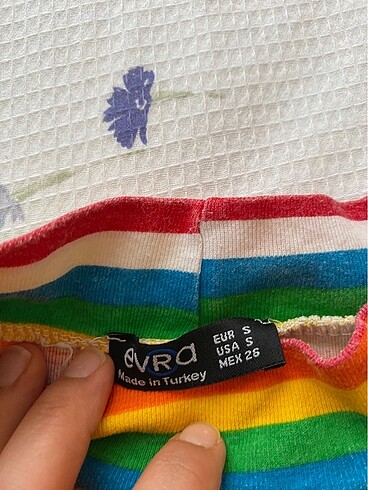 evra
Made in Turkey
EUR S
USA S
MEX 26